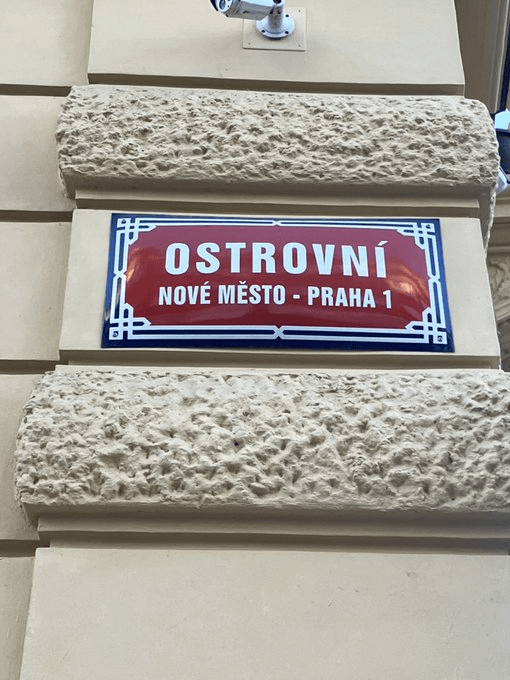 OSTROVNÍ
NOVÉ MĚSTO - PRAHA 1